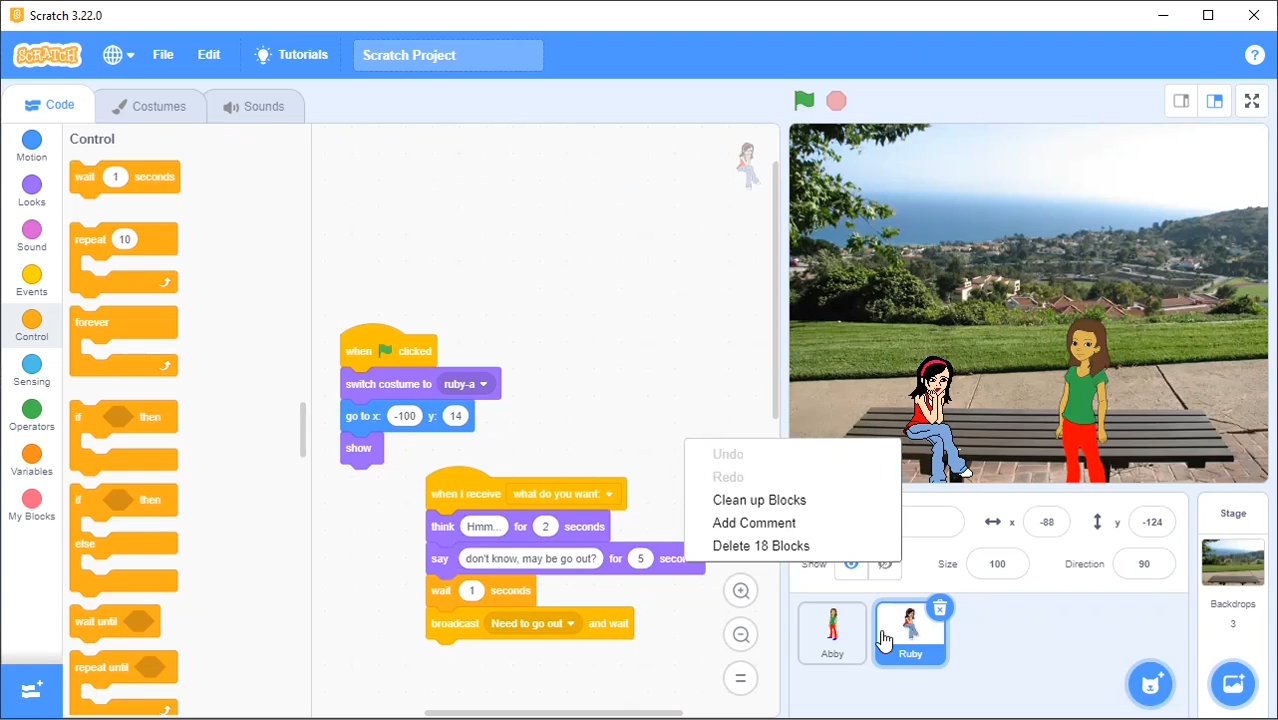 Scratch 3.22.0
SCRATCH
File Edit Tutorials Scratch Project
?
Code Costumes Sounds
Motion
Looks
Sound
Events
Control
Sensing
Operators
Variables
My Blocks
Control
wait 1 seconds
repeat 10
forever
if then
if then
else
wait until
repeat until
when clicked
switch costume to ruby-a
go to x: -100 y: 14
show
when I receive what do you want:
think Hmm... for 2 seconds
say don't know, may be go out? for 5
wait 1 seconds
broadcast Need to go out and wait
Undo
Redo
Clean up Blocks
Add Comment
Delete 18 Blocks
x -88 y -124
Show Size 100 Direction 90
Abby
Ruby
Stage
Backdrops
3